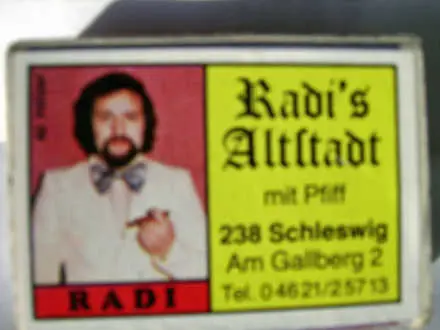 Radi's
Altſtadt
mit Pfiff
238 Schleswig
Am Gallberg 2
Tel. 04621/25713
RADI